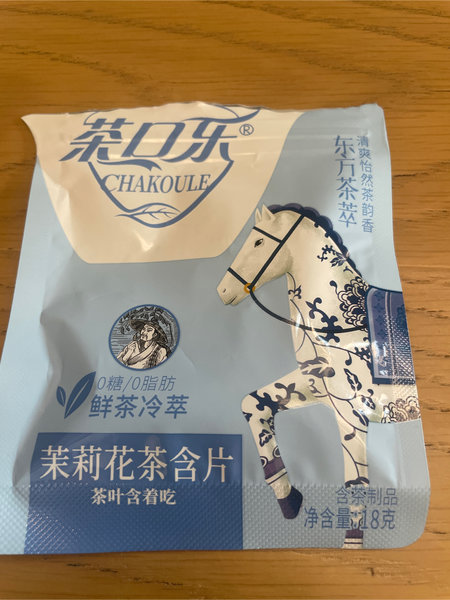 茶口乐®
CHAKOULE
清爽怡然茶韵香
东方茶萃
0糖/0脂肪
鲜茶冷萃
茉莉花茶含片
茶叶含着吃
含茶制品
净含量:18克